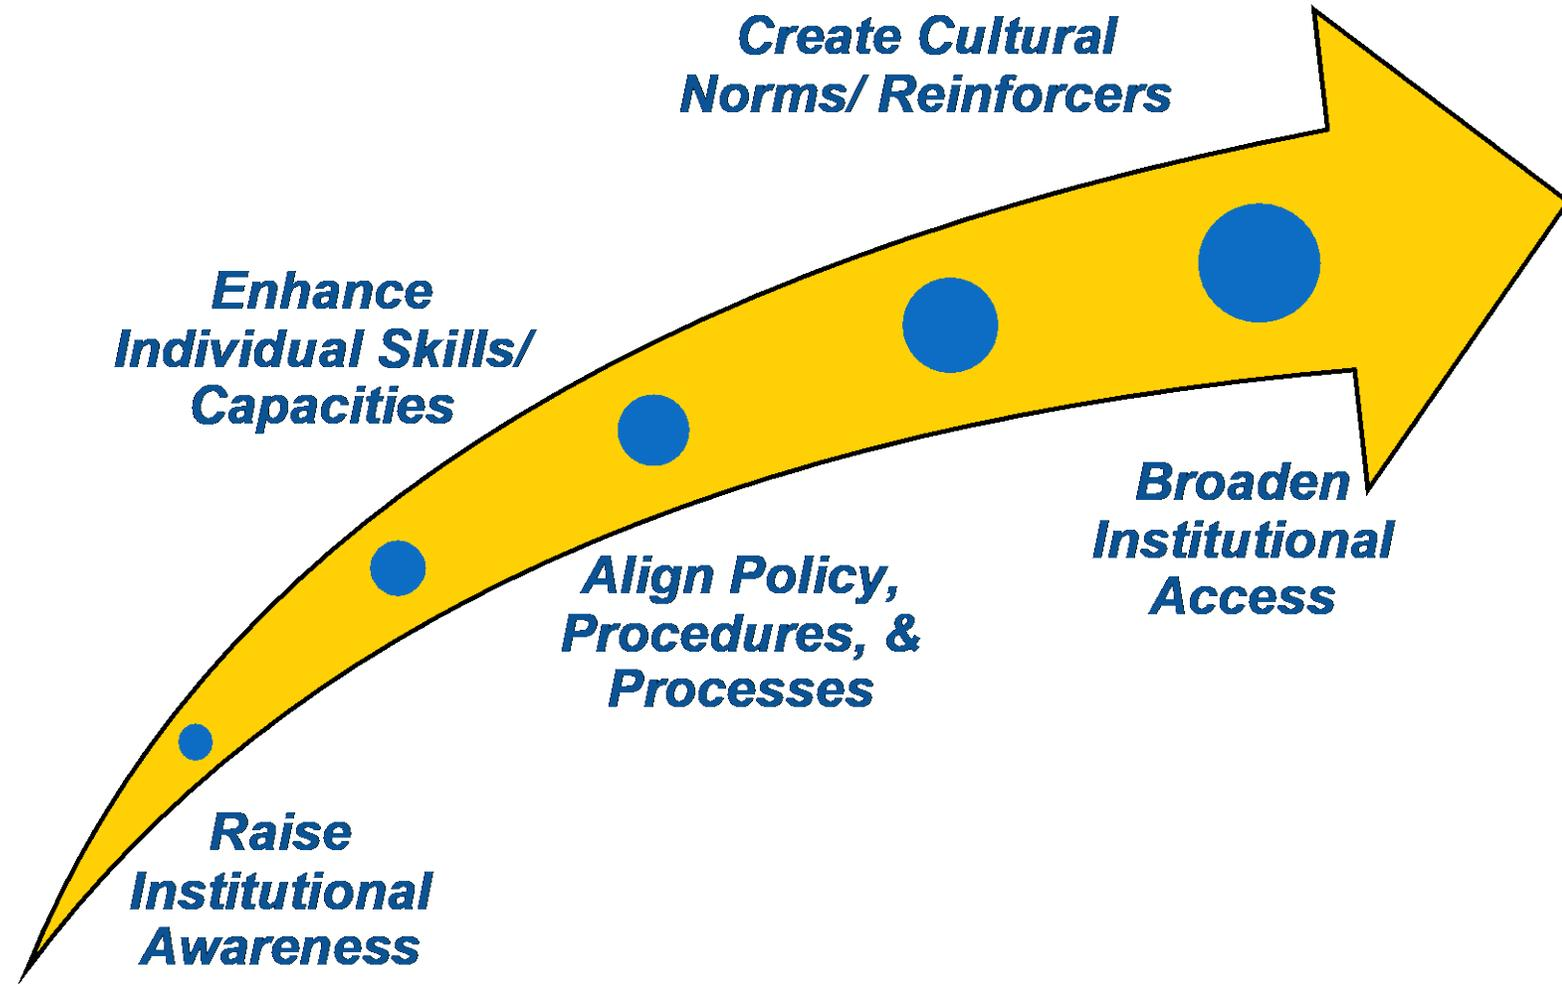 Create Cultural
Norms/ Reinforcers
Enhance
Individual Skills/
Capacities
Broaden
Institutional
Access
Align Policy,
Procedures, &
Processes
Raise
Institutional
Awareness